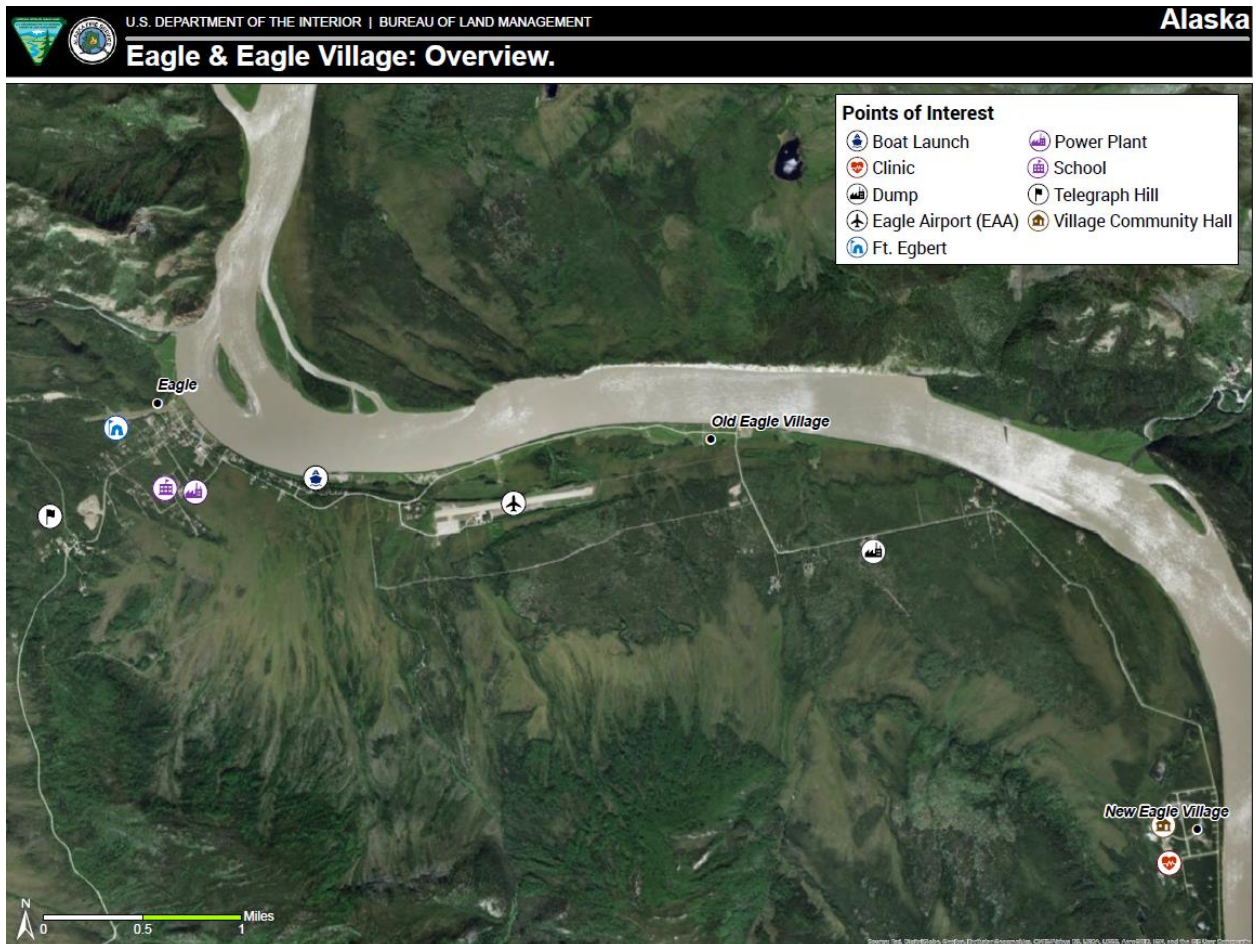 U.S. DEPARTMENT OF THE INTERIOR | BUREAU OF LAND MANAGEMENT
Alaska
Eagle & Eagle Village: Overview.
Points of Interest
Boat Launch
Clinic
Dump
Eagle Airport (EAA)
Ft. Egbert
Power Plant
School
Telegraph Hill
Village Community Hall
Eagle
Old Eagle Village
New Eagle Village
N
Miles
0 0.5 1